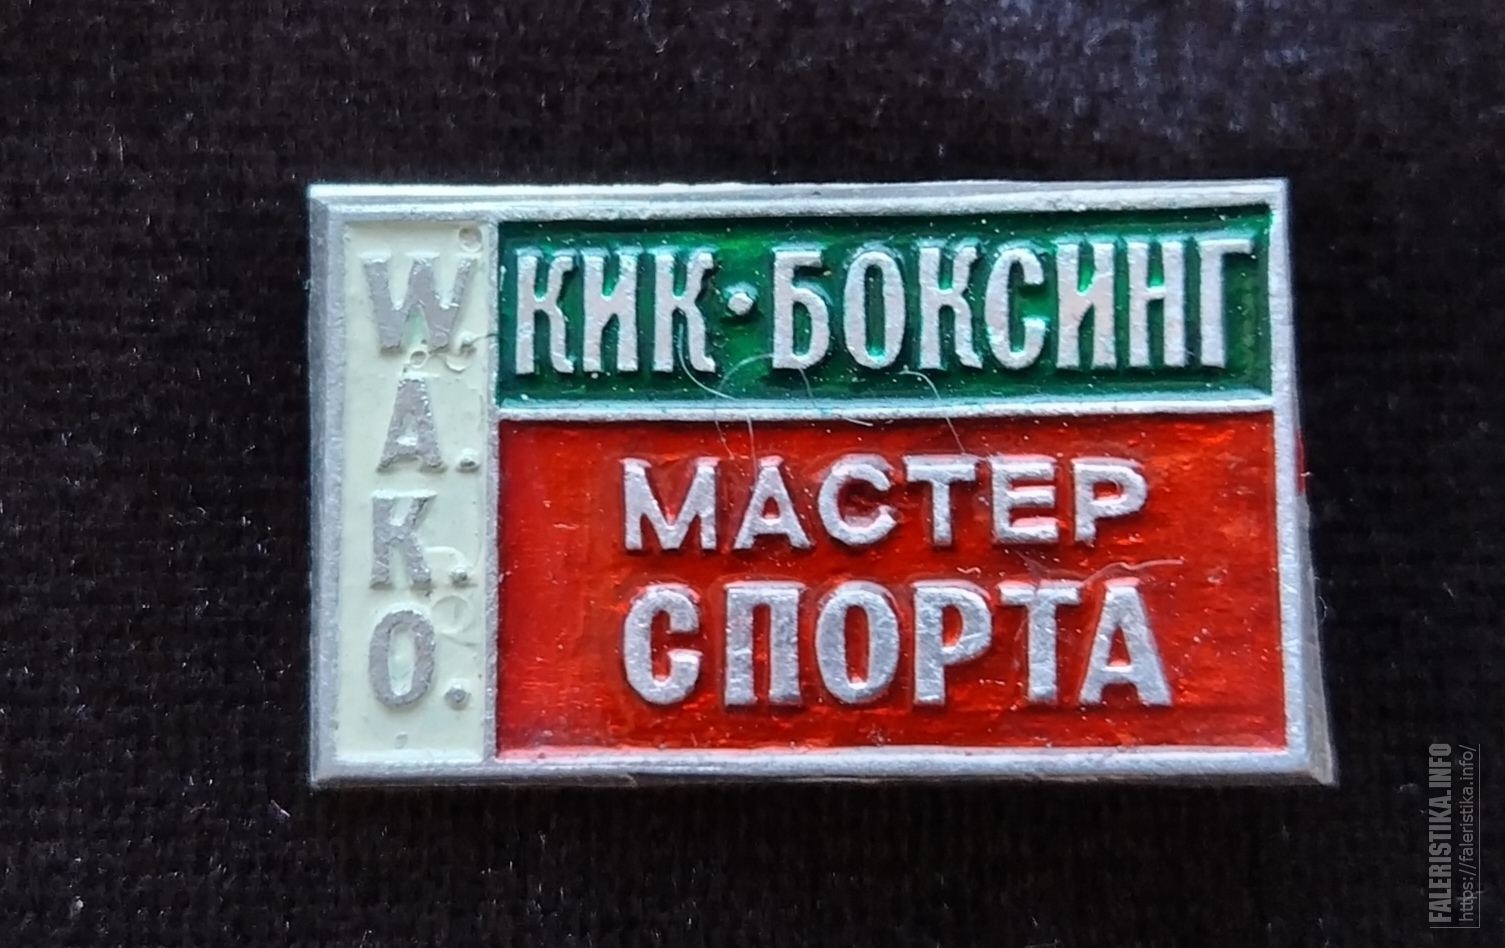 W.
A.
K.
O.
КИК·БОКСИНГ
МАСТЕР
СПОРТА
FALERISTIKA.INFO
https://faleristika.info/